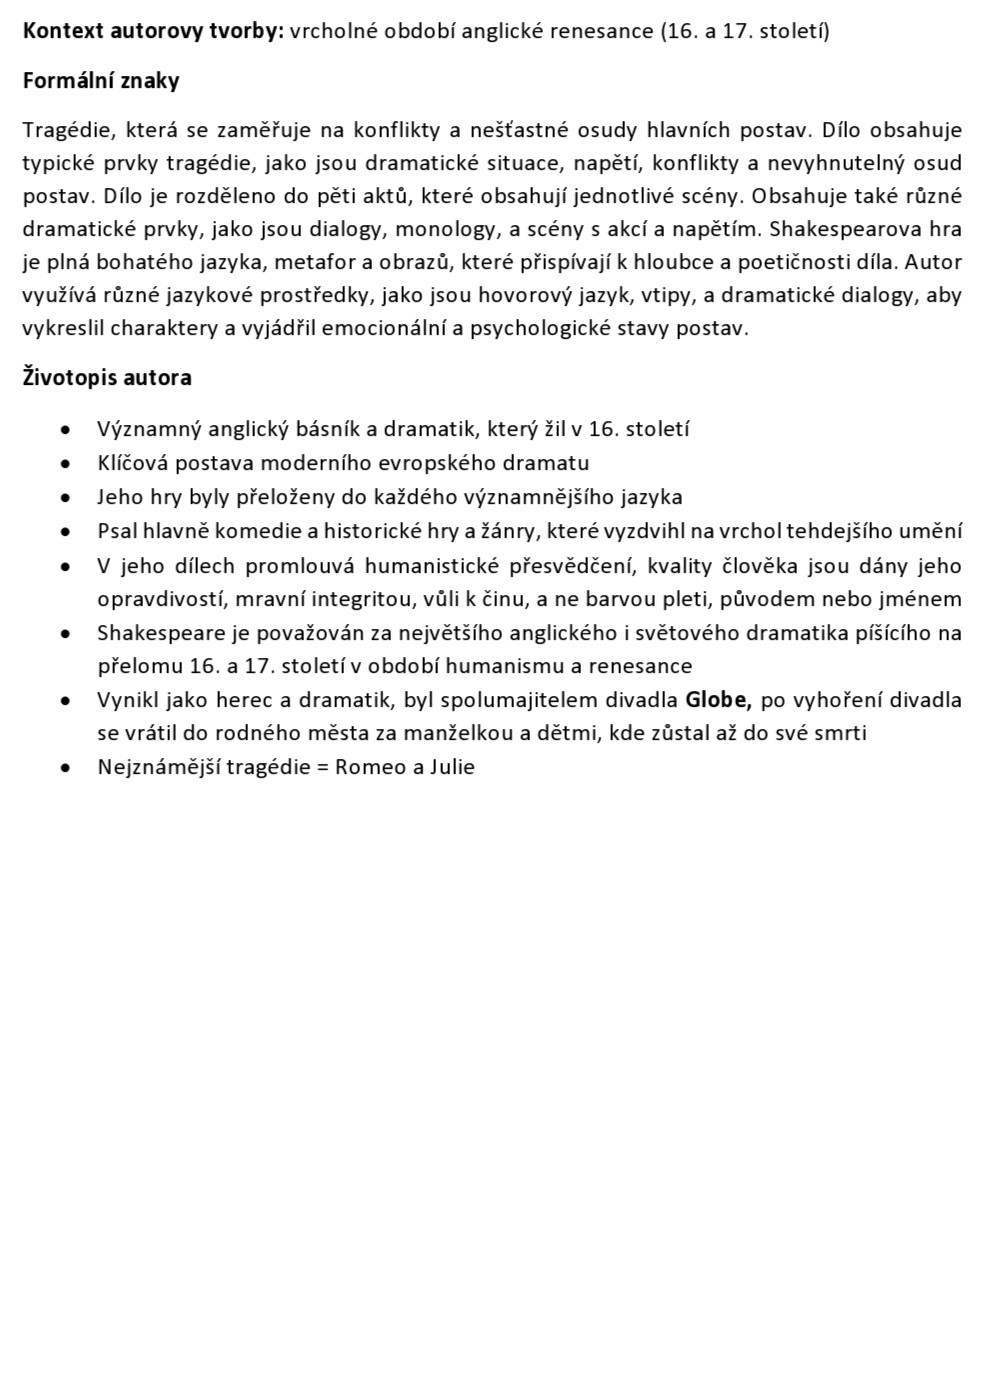 Kontext autorovy tvorby: vrcholné období anglické renesance (16. a 17. století)
Formální znaky
Tragédie, která se zaměřuje na konflikty a nešťastné osudy hlavních postav. Dílo obsahuje
typické prvky tragédie, jako jsou dramatické situace, napětí, konflikty a nevyhnutelný osud
postav. Dílo je rozděleno do pěti aktů, které obsahují jednotlivé scény. Obsahuje také různé
dramatické prvky, jako jsou dialogy, monology, a scény s akcí a napětím. Shakespearova hra
je plná bohatého jazyka, metafor a obrazů, které přispívají k hloubce a poetičnosti díla. Autor
využívá různé jazykové prostředky, jako jsou hovorový jazyk, vtipy, a dramatické dialogy, aby
vykreslil charaktery a vyjádřil emocionální a psychologické stavy postav.
Životopis autora
• Významný anglický básník a dramatik, který žil v 16. století
• Klíčová postava moderního evropského dramatu
• Jeho hry byly přeloženy do každého významnějšího jazyka
• Psal hlavně komedie a historické hry a žánry, které vyzdvihl na vrchol tehdejšího umění
• V jeho dílech promlouvá humanistické přesvědčení, kvality člověka jsou dány jeho
opravdivostí, mravní integritou, vůli k činu, a ne barvou pleti, původem nebo jménem
• Shakespeare je považován za největšího anglického i světového dramatika píšícího na
přelomu 16. a 17. století v období humanismu a renesance
• Vynikl jako herec a dramatik, byl spolumajitelem divadla Globe, po vyhoření divadla
se vrátil do rodného města za manželkou a dětmi, kde zůstal až do své smrti
• Nejznámější tragédie = Romeo a Julie